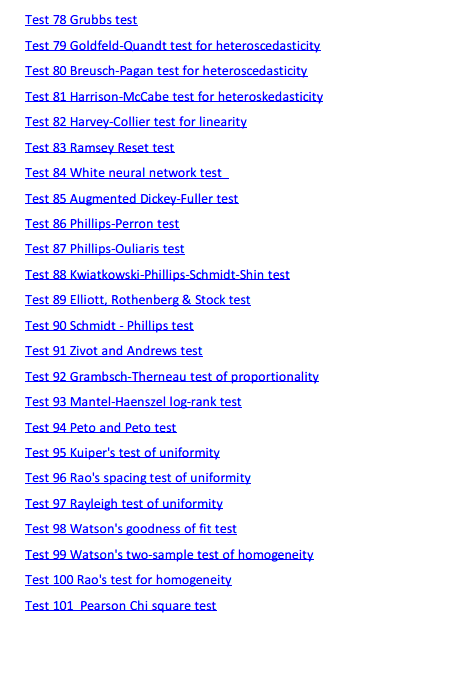 Test 78 Grubbs test
Test 79 Goldfeld-Quandt test for heteroscedasticity
Test 80 Breusch-Pagan test for heteroscedasticity
Test 81 Harrison-McCabe test for heteroskedasticity
Test 82 Harvey-Collier test for linearity
Test 83 Ramsey Reset test
Test 84 White neural network test
Test 85 Augmented Dickey-Fuller test
Test 86 Phillips-Perron test
Test 87 Phillips-Ouliaris test
Test 88 Kwiatkowski-Phillips-Schmidt-Shin test
Test 89 Elliott, Rothenberg & Stock test
Test 90 Schmidt - Phillips test
Test 91 Zivot and Andrews test
Test 92 Grambsch-Therneau test of proportionality
Test 93 Mantel-Haenszel log-rank test
Test 94 Peto and Peto test
Test 95 Kuiper's test of uniformity
Test 96 Rao's spacing test of uniformity
Test 97 Rayleigh test of uniformity
Test 98 Watson's goodness of fit test
Test 99 Watson's two-sample test of homogeneity
Test 100 Rao's test for homogeneity
Test 101  Pearson Chi square test